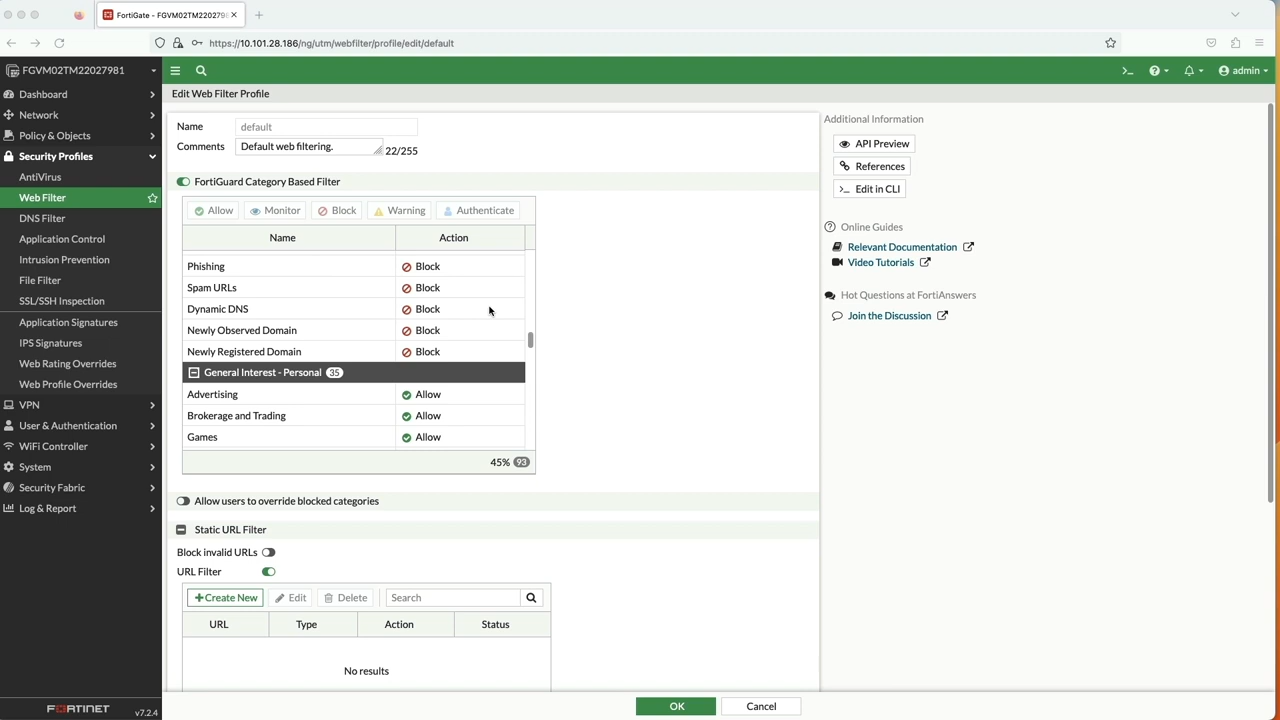 FortiGate - FGVM02TM2202798
https://10.101.28.186/ng/utm/webfilter/profile/edit/default
FGVM02TM22027981
admin
Dashboard
Network
Policy & Objects
Security Profiles
AntiVirus
Web Filter
DNS Filter
Application Control
Intrusion Prevention
File Filter
SSL/SSH Inspection
Application Signatures
IPS Signatures
Web Rating Overrides
Web Profile Overrides
VPN
User & Authentication
WiFi Controller
System
Security Fabric
Log & Report
FORTINET v7.2.4
Edit Web Filter Profile
Name default
Comments Default web filtering. 22/255
FortiGuard Category Based Filter
Allow Monitor Block Warning Authenticate
Name Action
Phishing Block
Spam URLs Block
Dynamic DNS Block
Newly Observed Domain Block
Newly Registered Domain Block
General Interest - Personal 35
Advertising Allow
Brokerage and Trading Allow
Games Allow
45% 93
Allow users to override blocked categories
Static URL Filter
Block invalid URLs
URL Filter
+Create New Edit Delete Search
URL Type Action Status
No results
OK Cancel
Additional Information
API Preview
References
>_ Edit in CLI
Online Guides
Relevant Documentation
Video Tutorials
Hot Questions at FortiAnswers
Join the Discussion